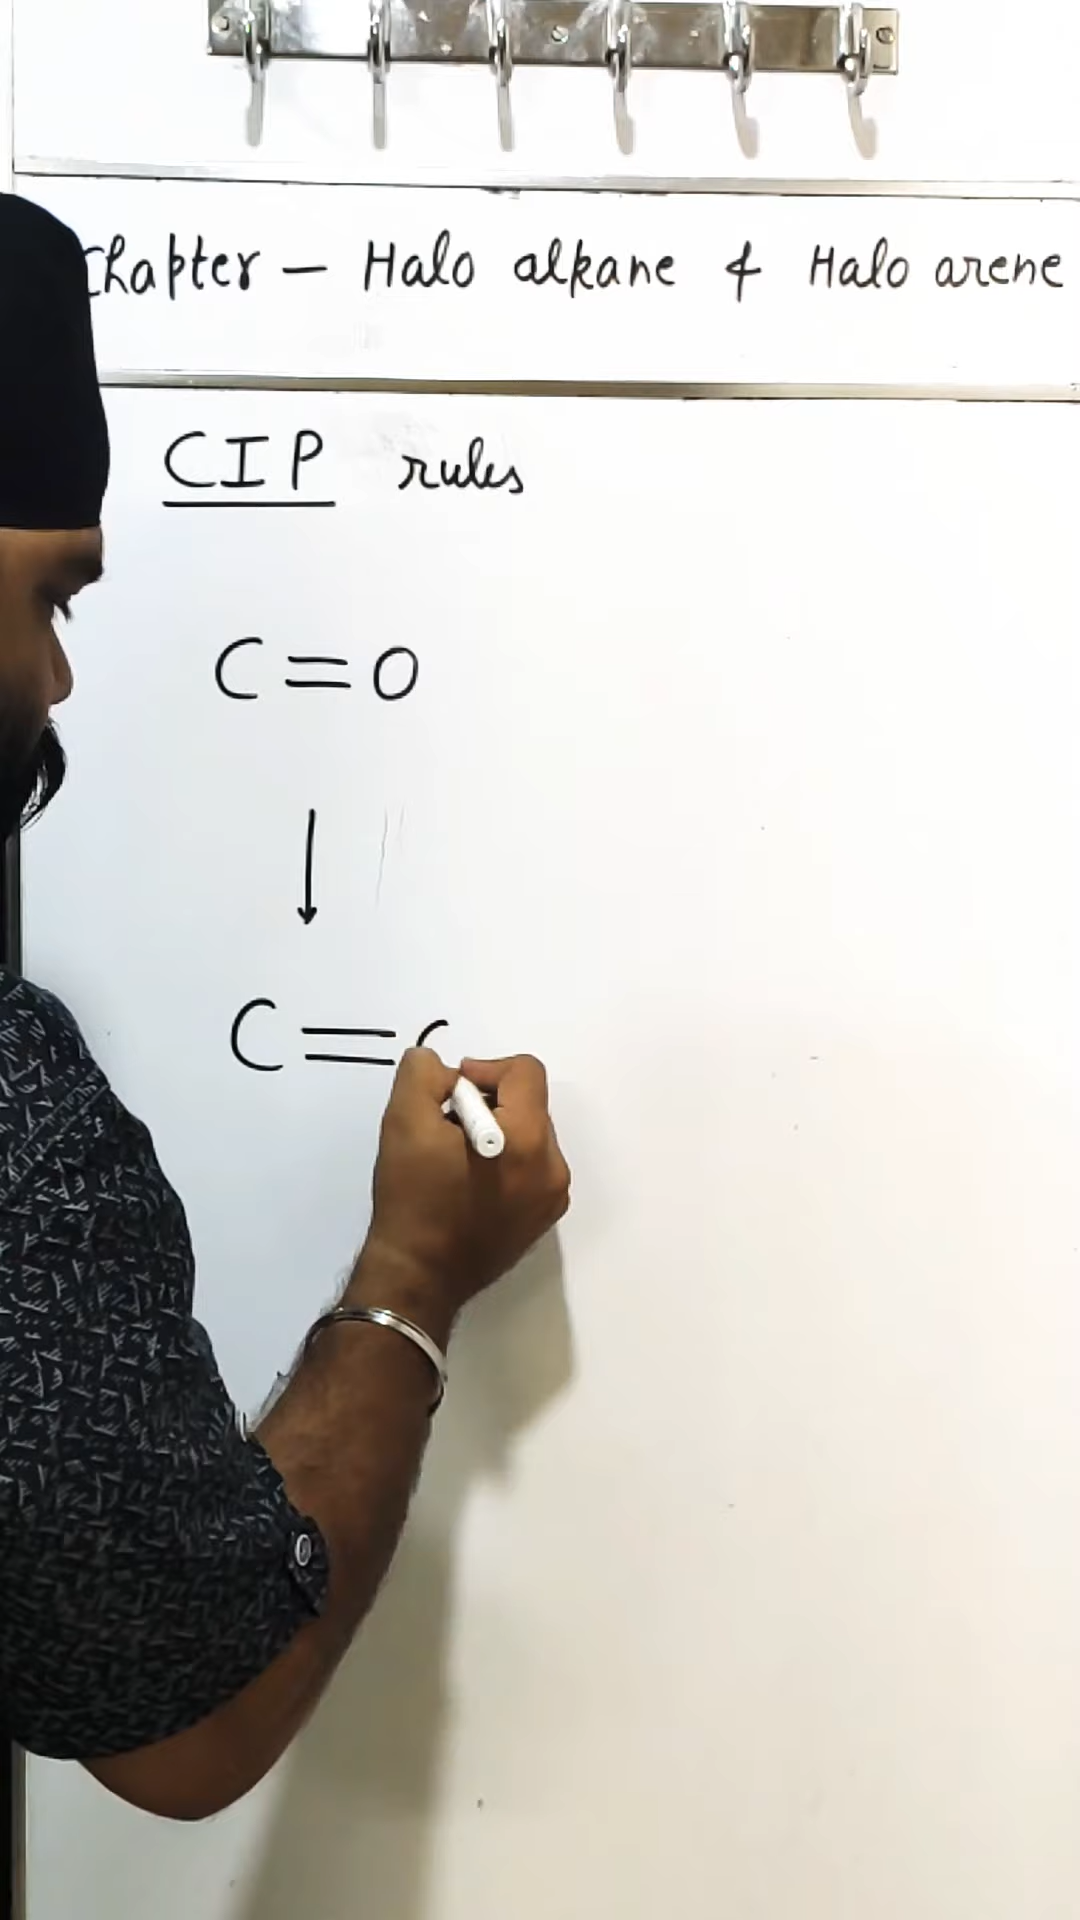 Chapter — Halo alkane & Halo arene
CIP rules
C=O
↓
C=